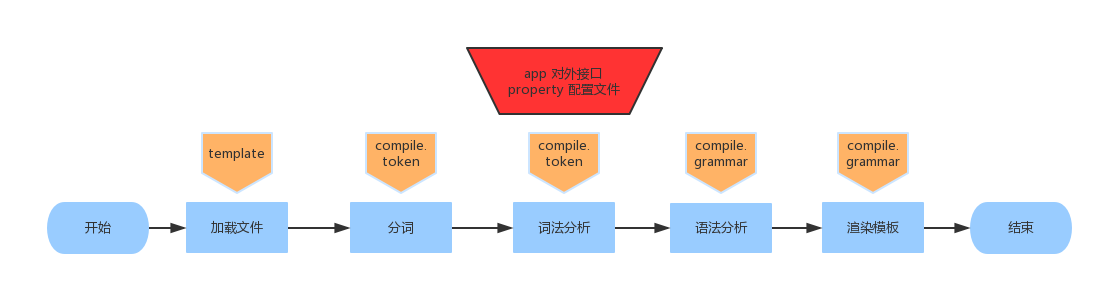 app 对外接口
property 配置文件
template
compile.
token
compile.
token
compile.
grammar
compile.
grammar
开始
加载文件
分词
词法分析
语法分析
渲染模板
结束